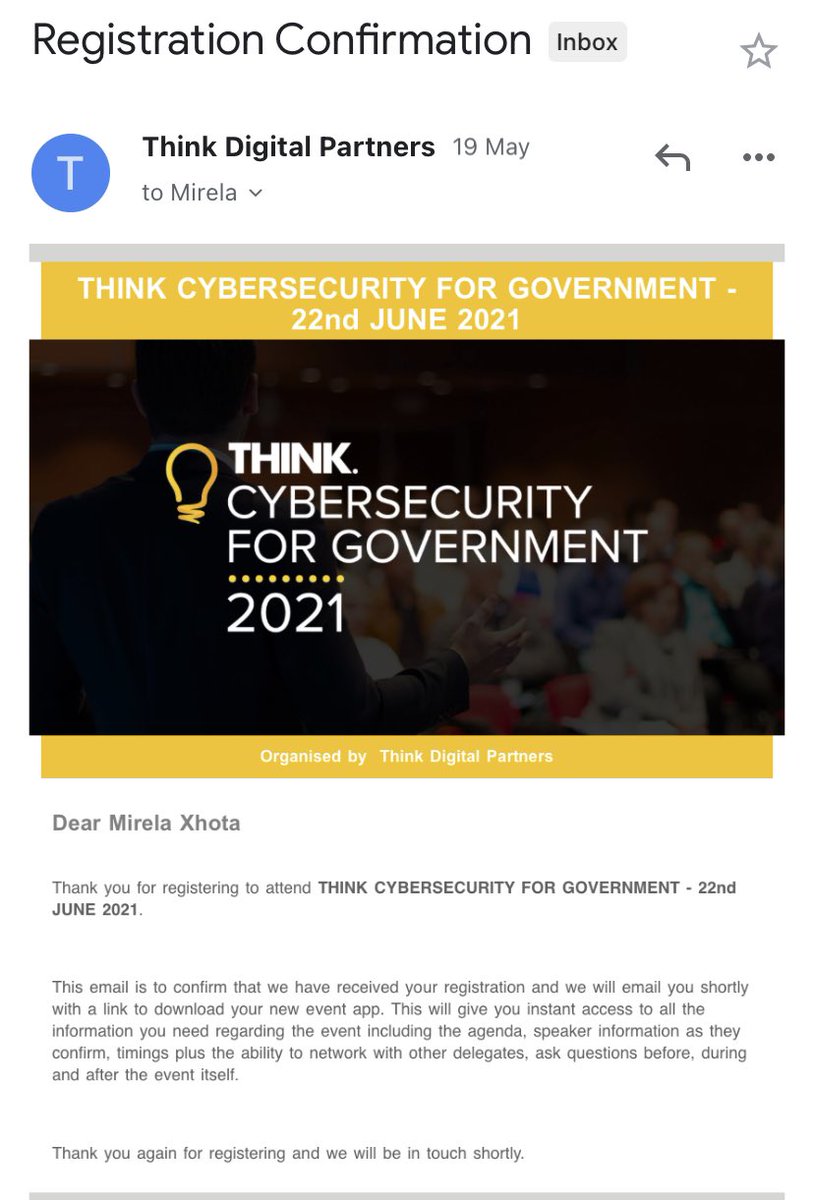 Registration Confirmation Inbox
T
Think Digital Partners 19 May
to Mirela
THINK CYBERSECURITY FOR GOVERNMENT -
22nd JUNE 2021
THINK.
CYBERSECURITY
FOR GOVERNMENT
2021
Organised by Think Digital Partners
Dear Mirela Xhota
Thank you for registering to attend THINK CYBERSECURITY FOR GOVERNMENT - 22nd
JUNE 2021.
This email is to confirm that we have received your registration and we will email you shortly
with a link to download your new event app. This will give you instant access to all the
information you need regarding the event including the agenda, speaker information as they
confirm, timings plus the ability to network with other delegates, ask questions before, during
and after the event itself.
Thank you again for registering and we will be in touch shortly.